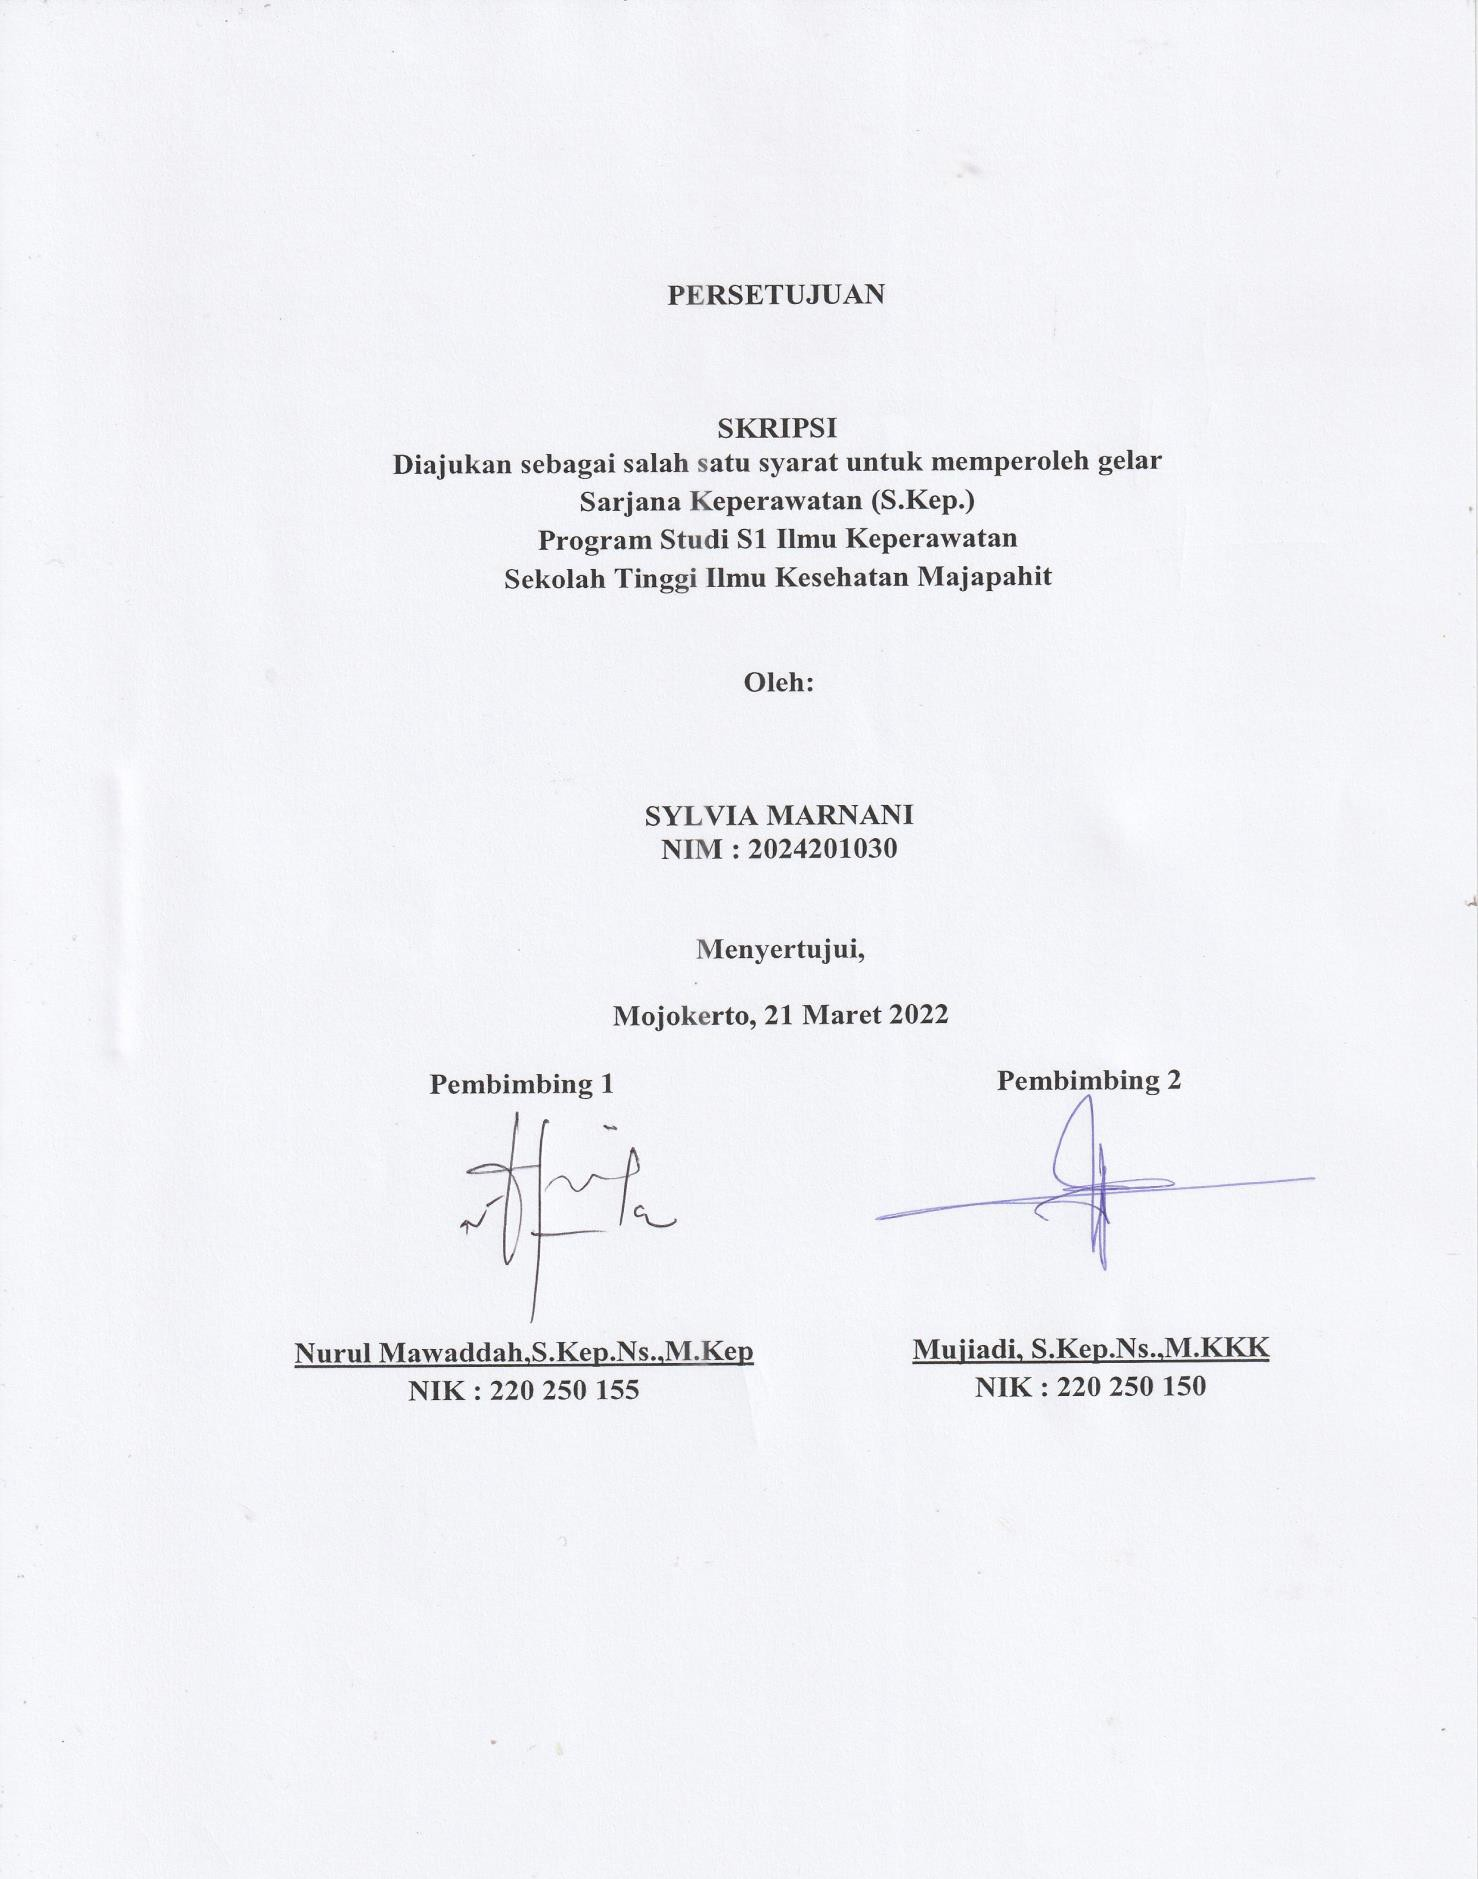 PERSETUJUAN
SKRIPSI
Diajukan sebagai salah satu syarat untuk memperoleh gelar
Sarjana Keperawatan (S.Kep.)
Program Studi S1 Ilmu Keperawatan
Sekolah Tinggi Ilmu Kesehatan Majapahit
Oleh:
SYLVIA MARNANI
NIM : 2024201030
Menyertujui,
Mojokerto, 21 Maret 2022
Pembimbing 1
Pembimbing 2
Nurul Mawaddah,S.Kep.Ns.,M.Kep
NIK : 220 250 155
Mujiadi, S.Kep.Ns.,M.KKK
NIK : 220 250 150